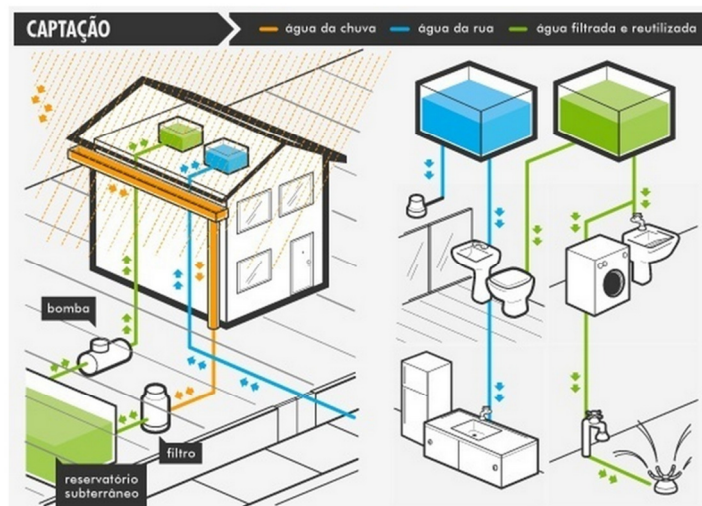 CAPTAÇÃO
água da chuva
água da rua
água filtrada e reutilizada
bomba
filtro
reservatório
subterrâneo